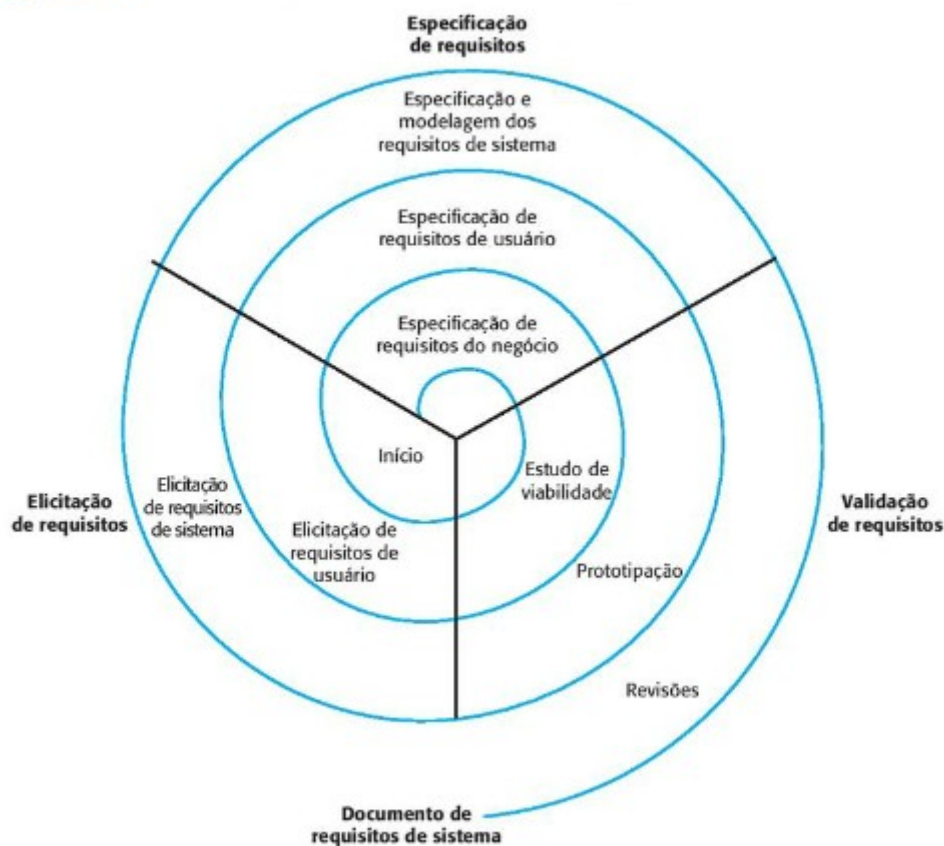 Especificação
de requisitos
Especificação e
modelagem dos
requisitos de sistema
Especificação de
requisitos de usuário
Especificação de
requisitos do negócio
Início
Estudo de
viabilidade
Elicitação
de requisitos
Elicitação
de requisitos
de sistema
Elicitação de
requisitos de
usuário
Validação
de requisitos
Prototipação
Revisões
Documento de
requisitos de sistema